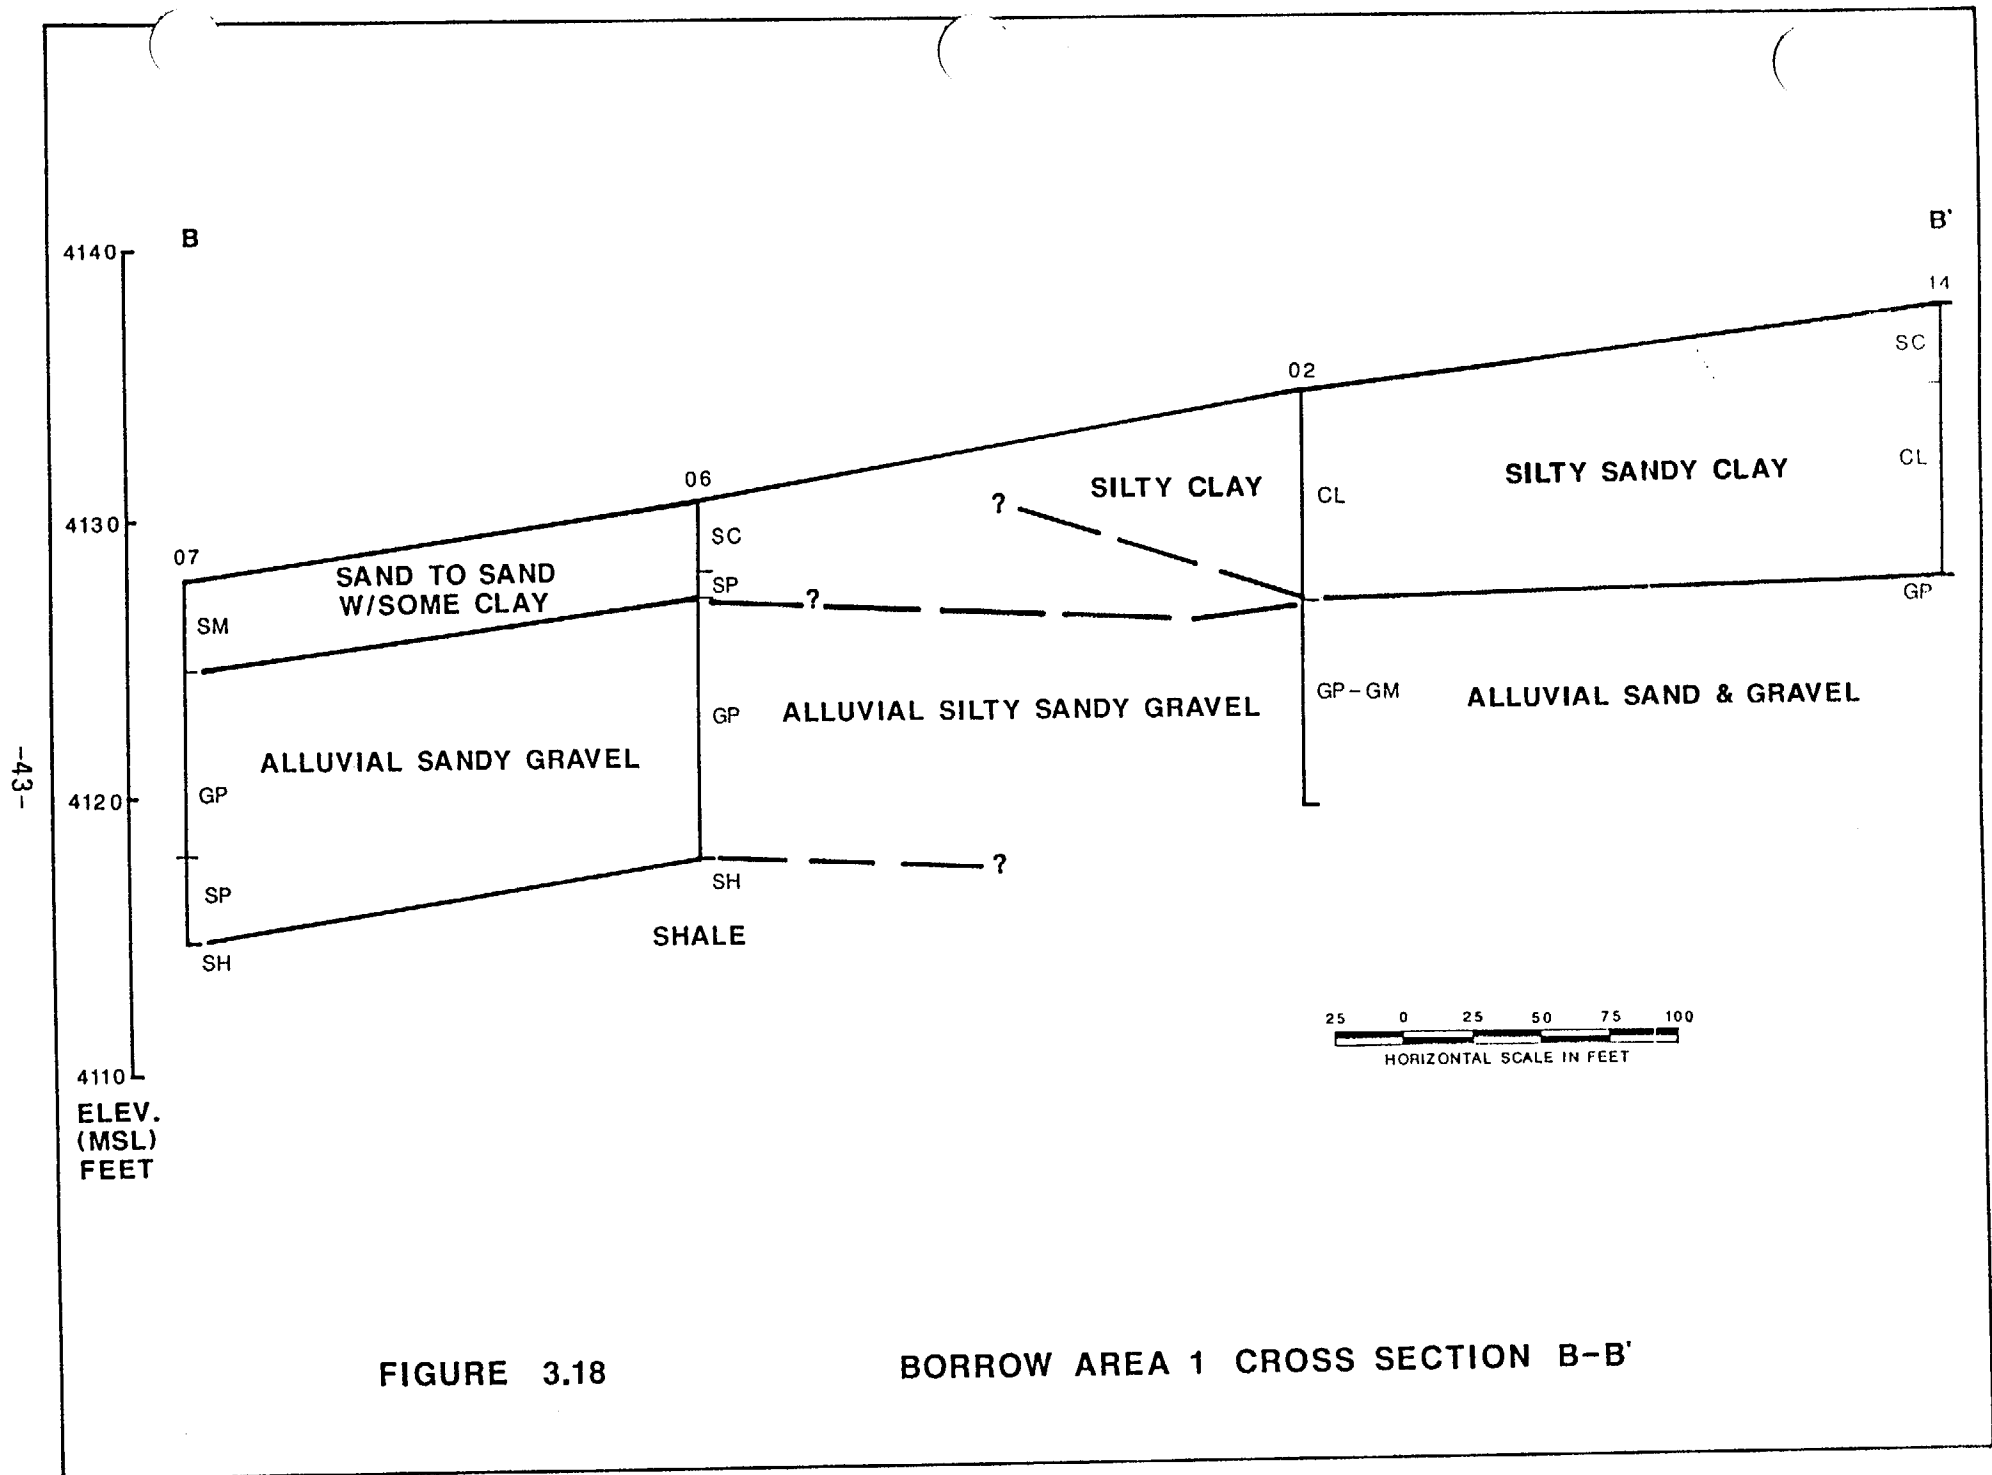 B
B'
4140
14
SC
02
CL
SILTY SANDY CLAY
06
SILTY CLAY
?
CL
4130
SC
07
SAND TO SAND
W/SOME CLAY
SP
?
GP
SM
GP-GM
ALLUVIAL SAND & GRAVEL
GP
ALLUVIAL SILTY SANDY GRAVEL
ALLUVIAL SANDY GRAVEL
-43-
4120
GP
?
SP
SH
SHALE
SH
25 0 25 50 75 100
HORIZONTAL SCALE IN FEET
4110
ELEV.
(MSL)
FEET
FIGURE 3.18
BORROW AREA 1 CROSS SECTION B-B'